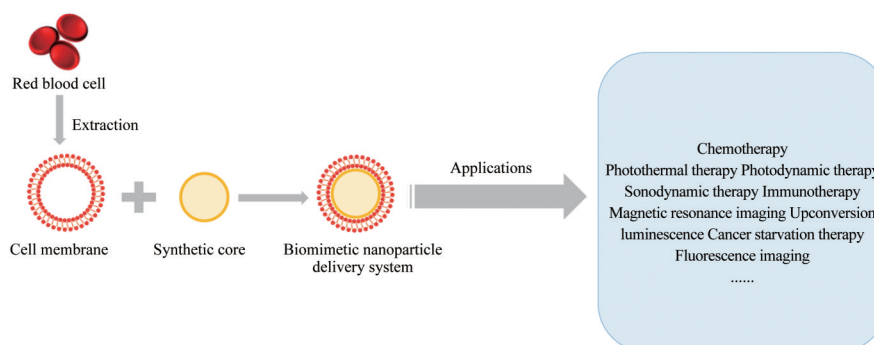 Red blood cell
Extraction
Cell membrane
Synthetic core
Biomimetic nanoparticle
delivery system
Applications
Chemotherapy
Photothermal therapy Photodynamic therapy
Sonodynamic therapy Immunotherapy
Magnetic resonance imaging Upconversion
luminescence Cancer starvation therapy
Fluorescence imaging
......